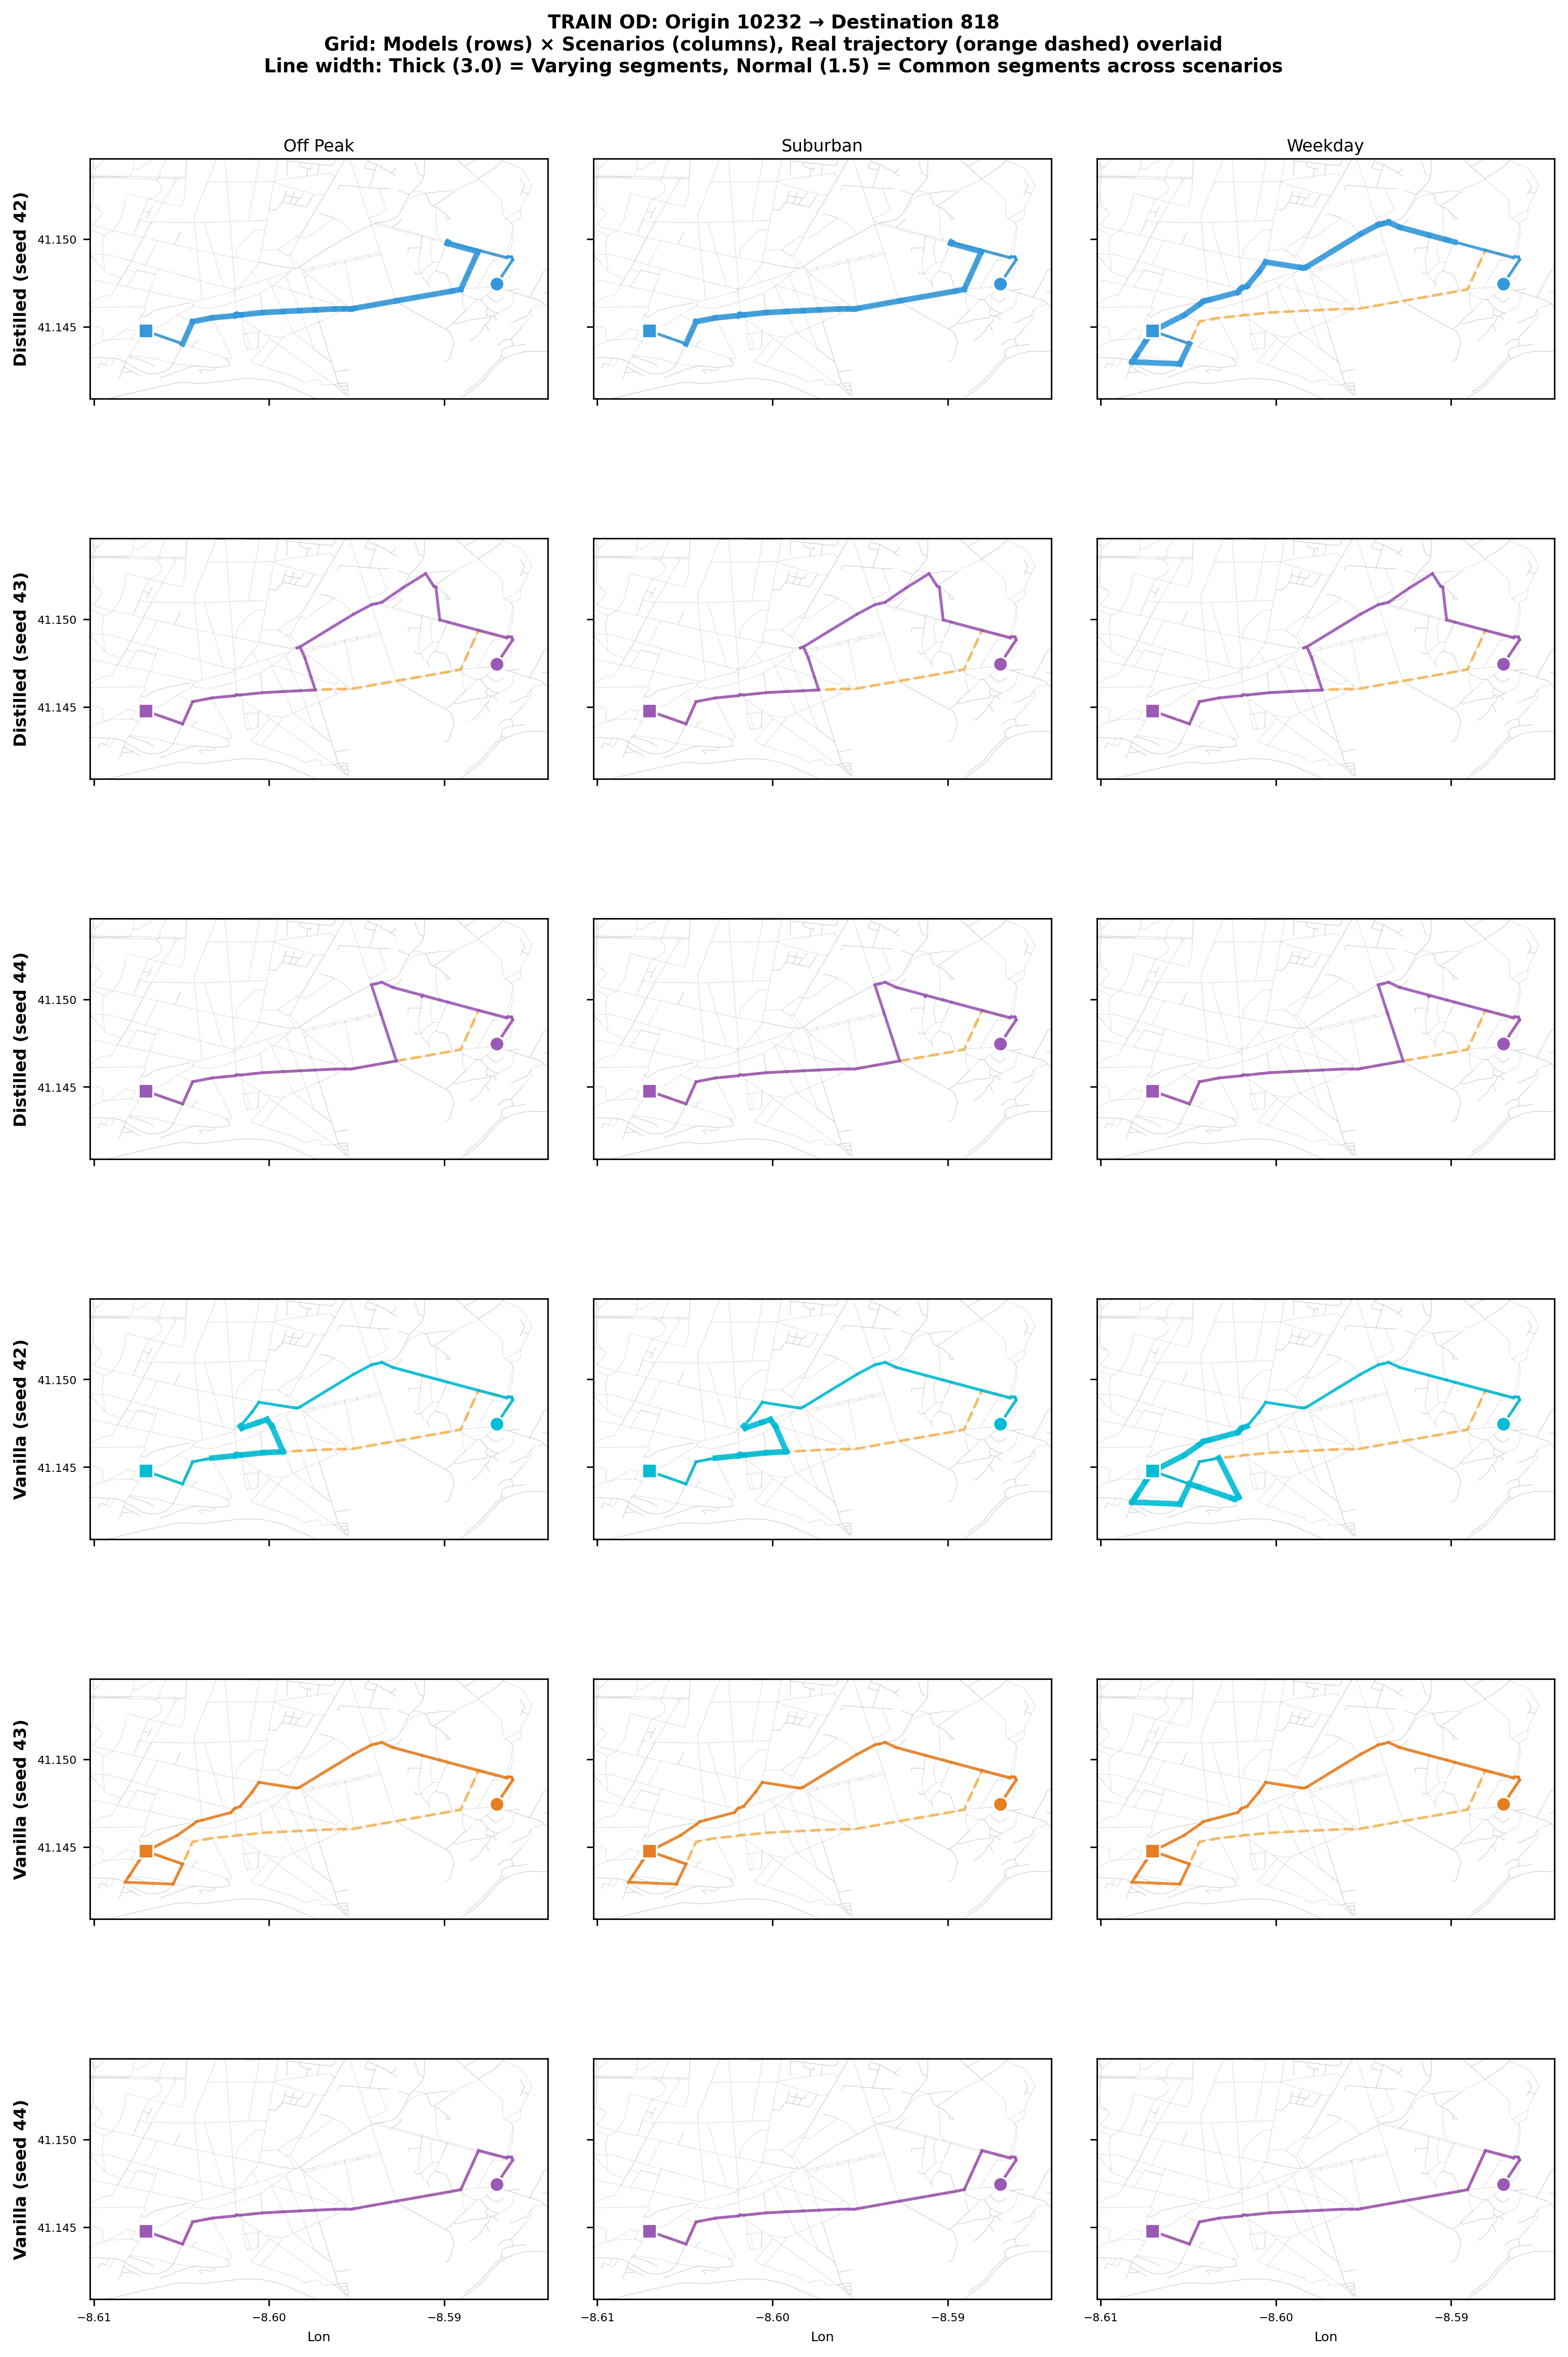 TRAIN OD: Origin 10232 → Destination 818
Grid: Models (rows) × Scenarios (columns), Real trajectory (orange dashed) overlaid
Line width: Thick (3.0) = Varying segments, Normal (1.5) = Common segments across scenarios
Off Peak
Suburban
Weekday
Distilled (seed 42)
41.150
41.145
Distilled (seed 43)
41.150
41.145
Distilled (seed 44)
41.150
41.145
Vanilla (seed 42)
41.150
41.145
Vanilla (seed 43)
41.150
41.145
Vanilla (seed 44)
41.150
41.145
−8.61
−8.60
−8.59
−8.61
−8.60
−8.59
−8.61
−8.60
−8.59
Lon
Lon
Lon